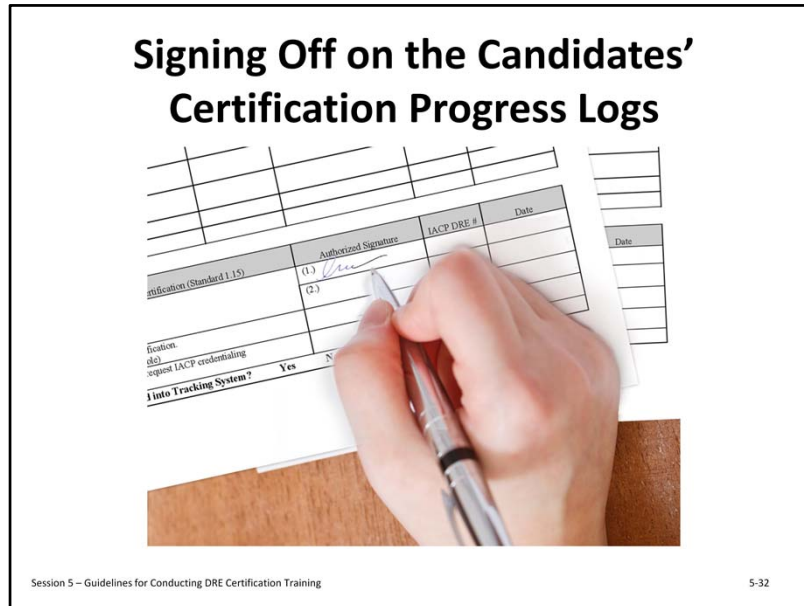 Signing Off on the Candidates’
Certification Progress Logs
Authorized Signature
IACP DRE #
Date
Date
rtification (Standard 1.15)
(1.)
(2.)
fication.
ole)
equest IACP credentialing
d into Tracking System?
Yes
N
Session 5 – Guidelines for Conducting DRE Certification Training
5-32